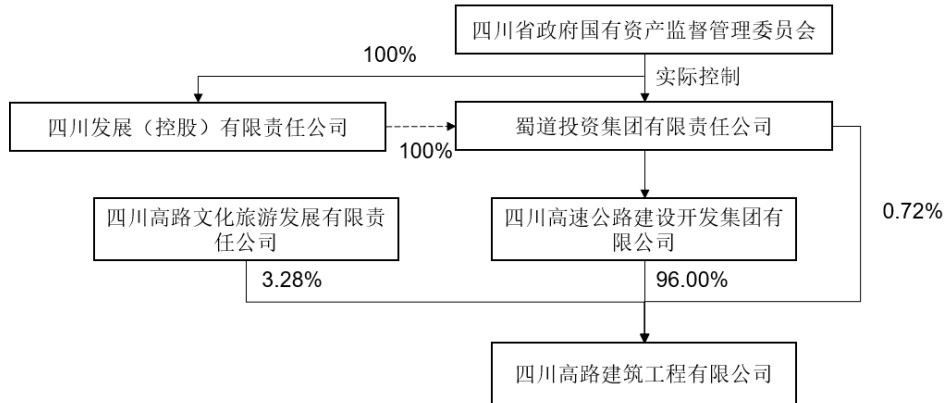 四川省政府国有资产监督管理委员会
100%
实际控制
四川发展（控股）有限责任公司
蜀道投资集团有限责任公司
100%
四川高路文化旅游发展有限责
任公司
四川高速公路建设开发集团有
限公司
0.72%
3.28%
96.00%
四川高路建筑工程有限公司